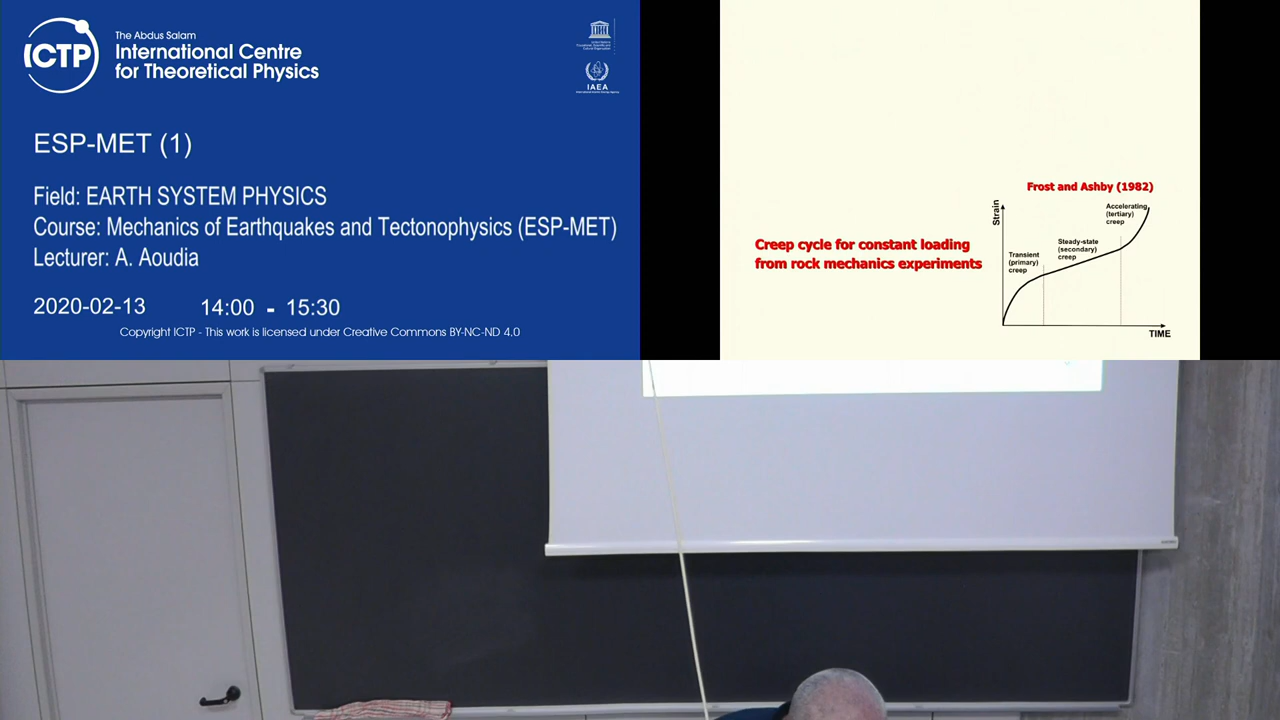 ICTP
The Abdus Salam
International Centre
for Theoretical Physics
IAEA
ESP-MET (1)
Field: EARTH SYSTEM PHYSICS
Course: Mechanics of Earthquakes and Tectonophysics (ESP-MET)
Lecturer: A. Aoudia
2020-02-13 14:00 - 15:30
Copyright ICTP - This work is licensed under Creative Commons BY-NC-ND 4.0
Frost and Ashby (1982)
Creep cycle for constant loading
from rock mechanics experiments
Strain
Transient
(primary)
creep
Steady-state
(secondary)
creep
Accelerating
(tertiary)
creep
TIME